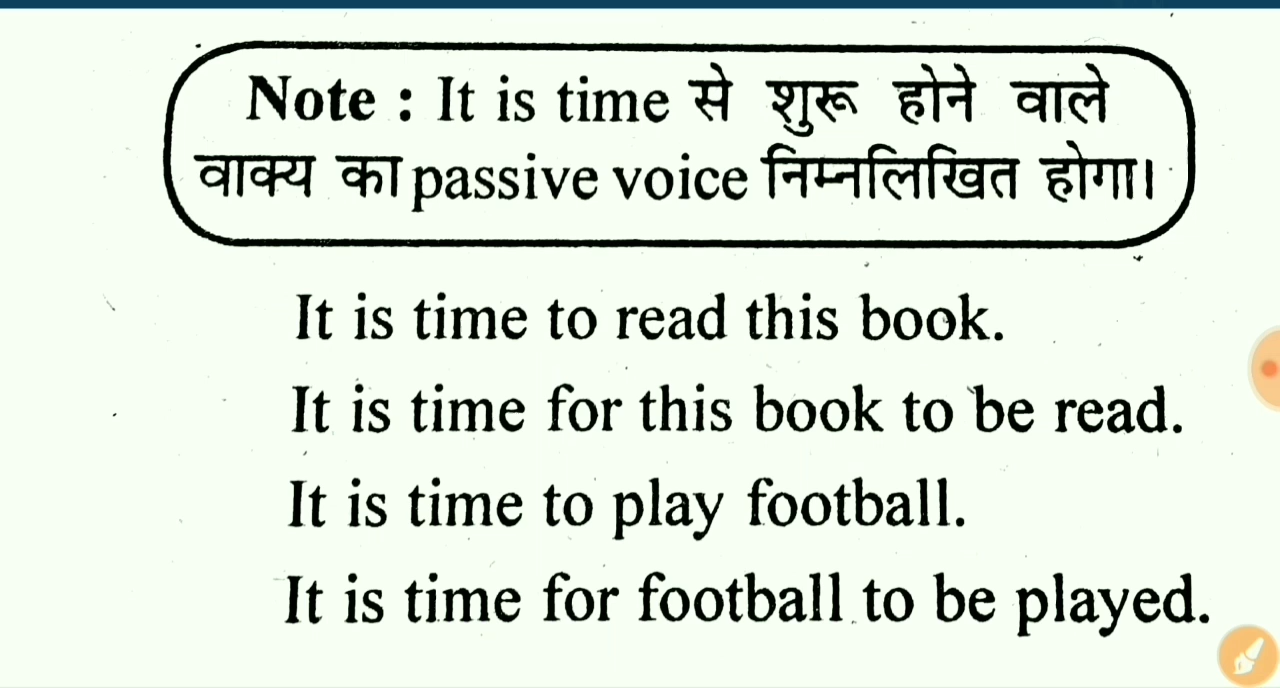 Note : It is time से शुरू होने वाले
वाक्य का passive voice निम्नलिखित होगा।
It is time to read this book.
It is time for this book to be read.
It is time to play football.
It is time for football to be played.